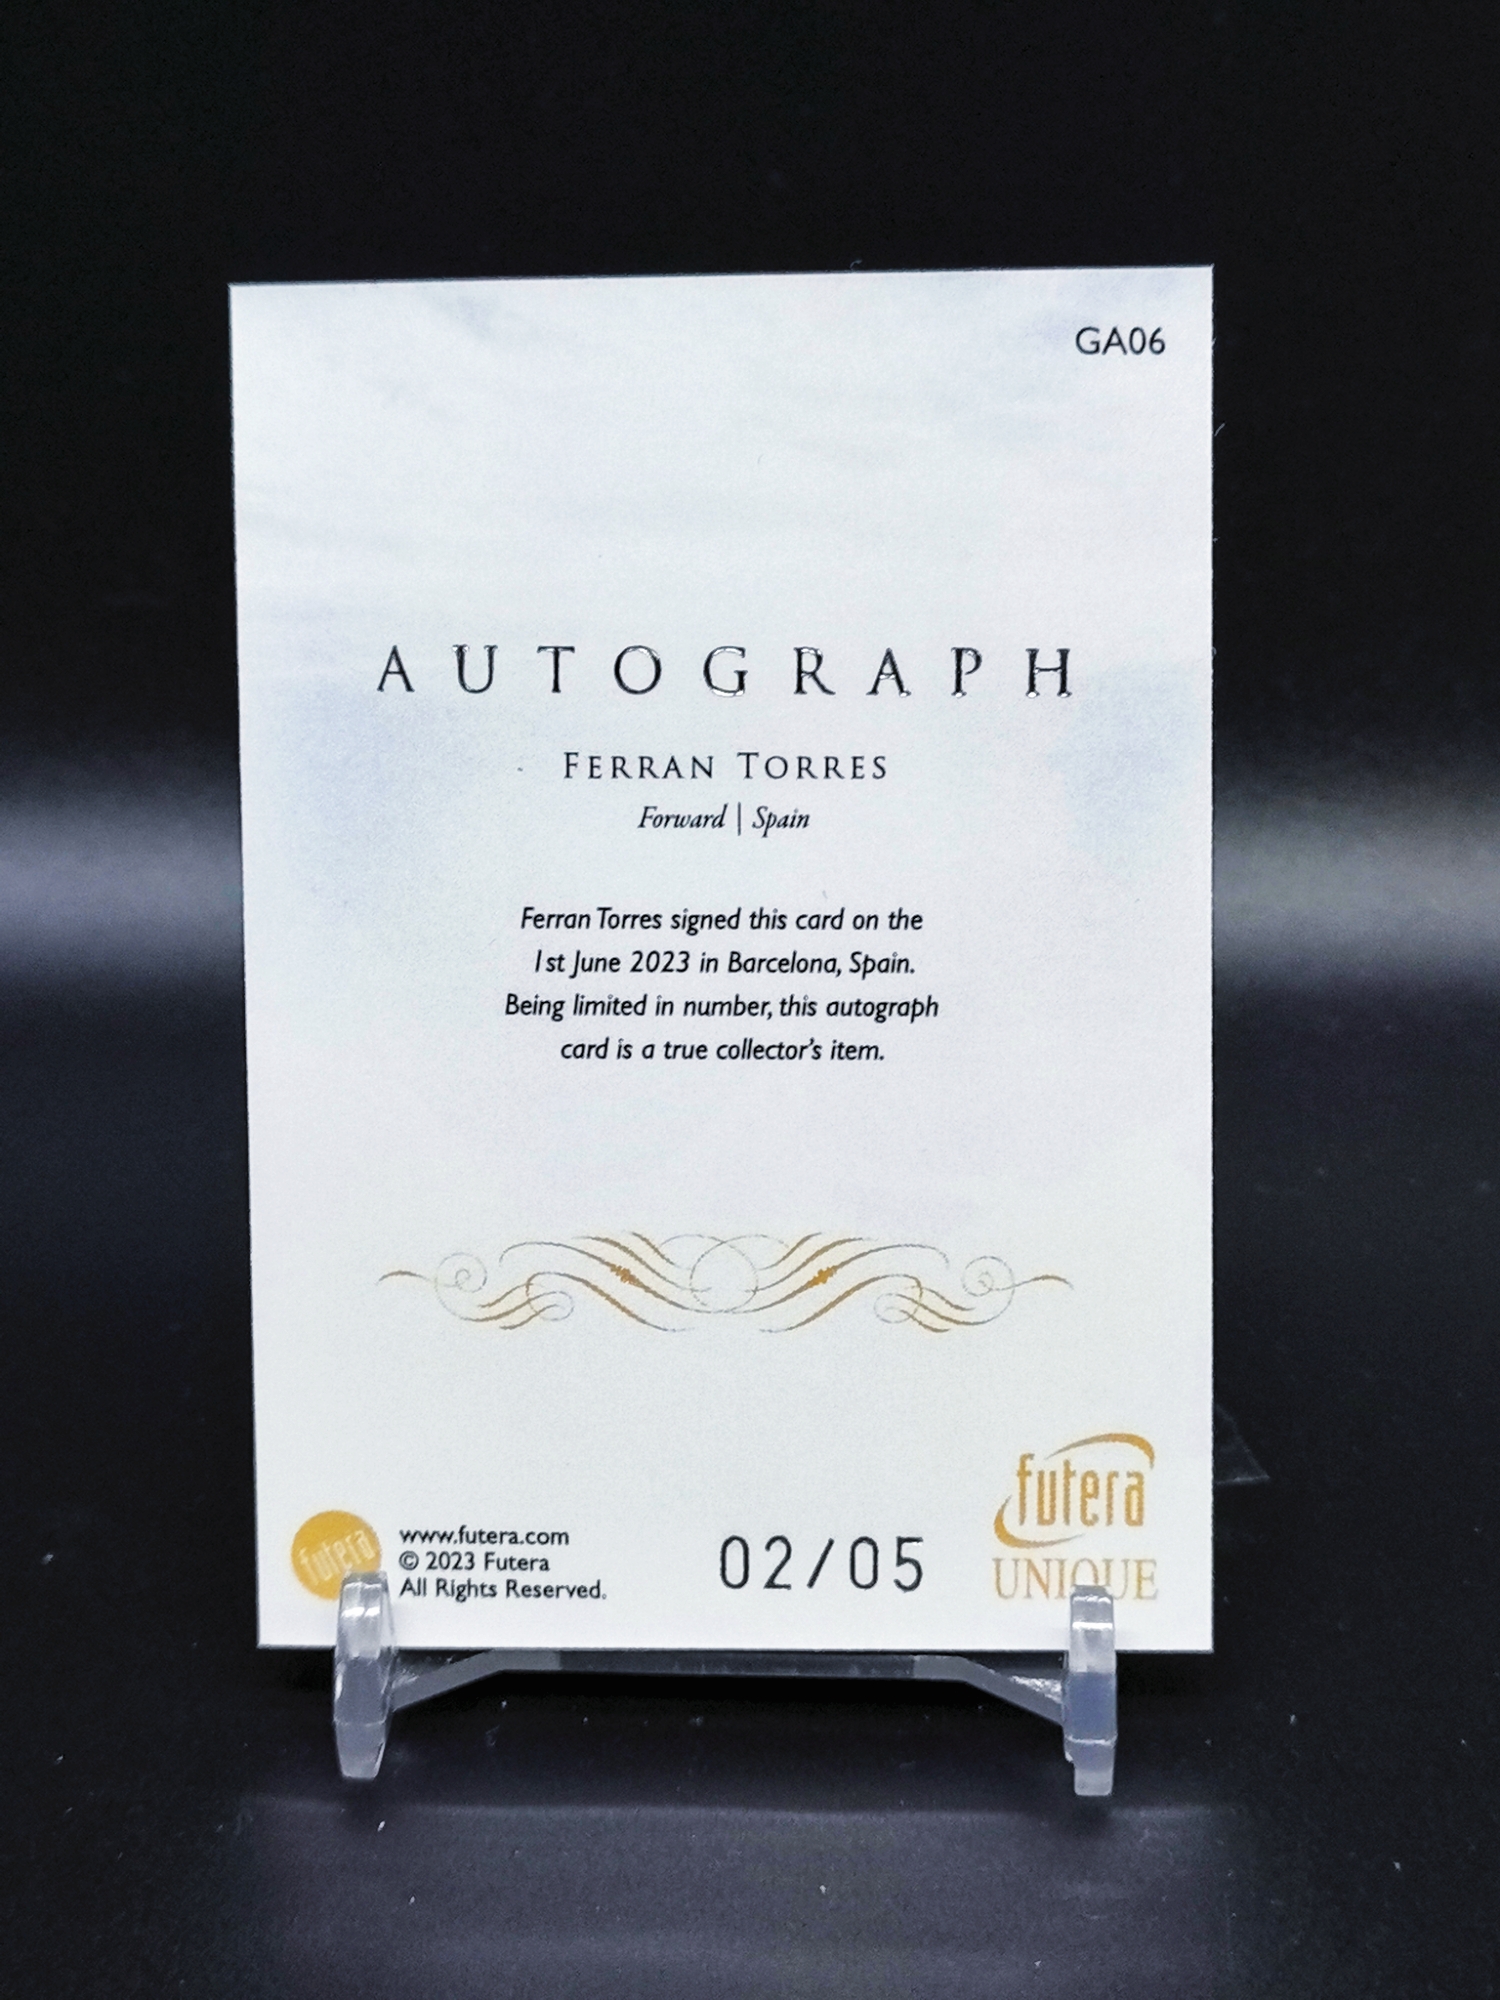 GA06
AUTOGRAPH
FERRAN TORRES
Forward | Spain
Ferran Torres signed this card on the
1st June 2023 in Barcelona, Spain.
Being limited in number, this autograph
card is a true collector's item.
futera
UNIQUE
futera
www.futera.com
© 2023 Futera
All Rights Reserved.
02/05